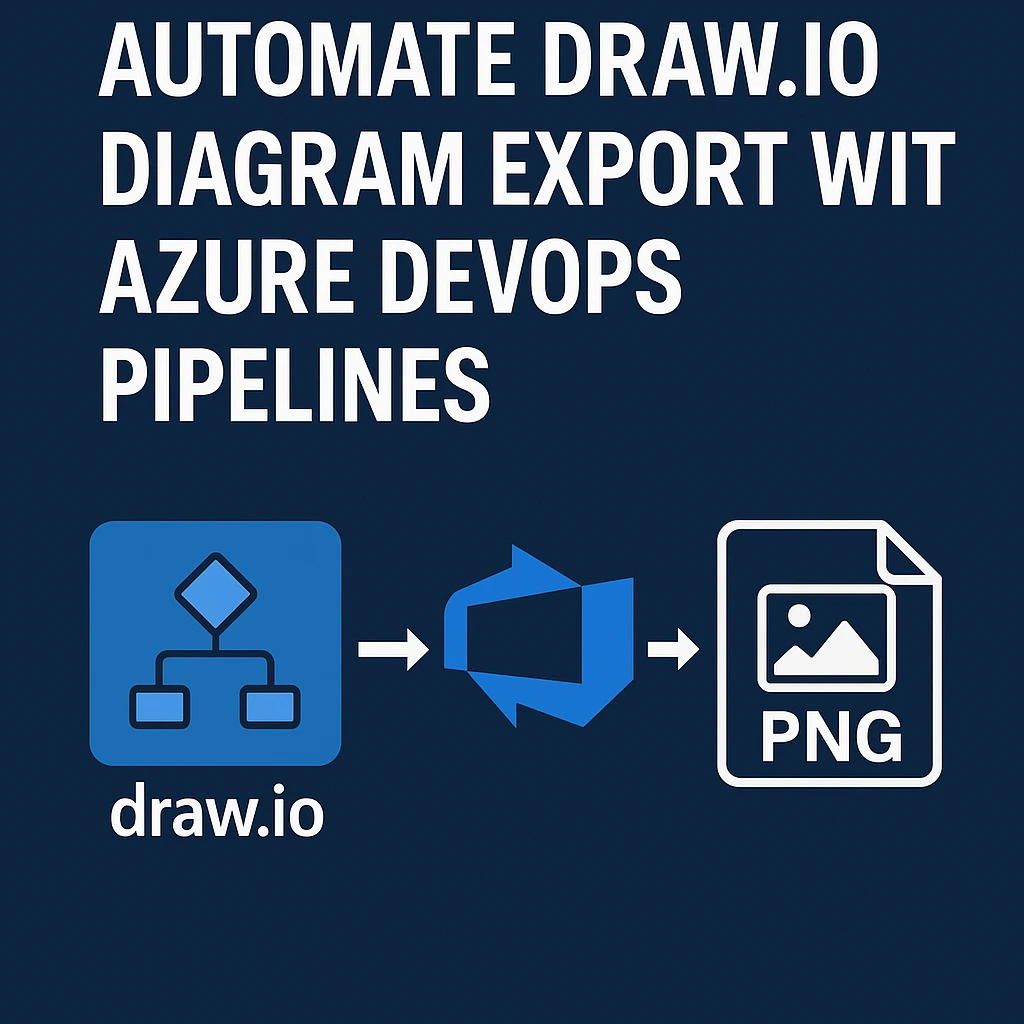 AUTOMATE DRAW.IO
DIAGRAM EXPORT WIT
AZURE DEVOPS
PIPELINES
draw.io
PNG